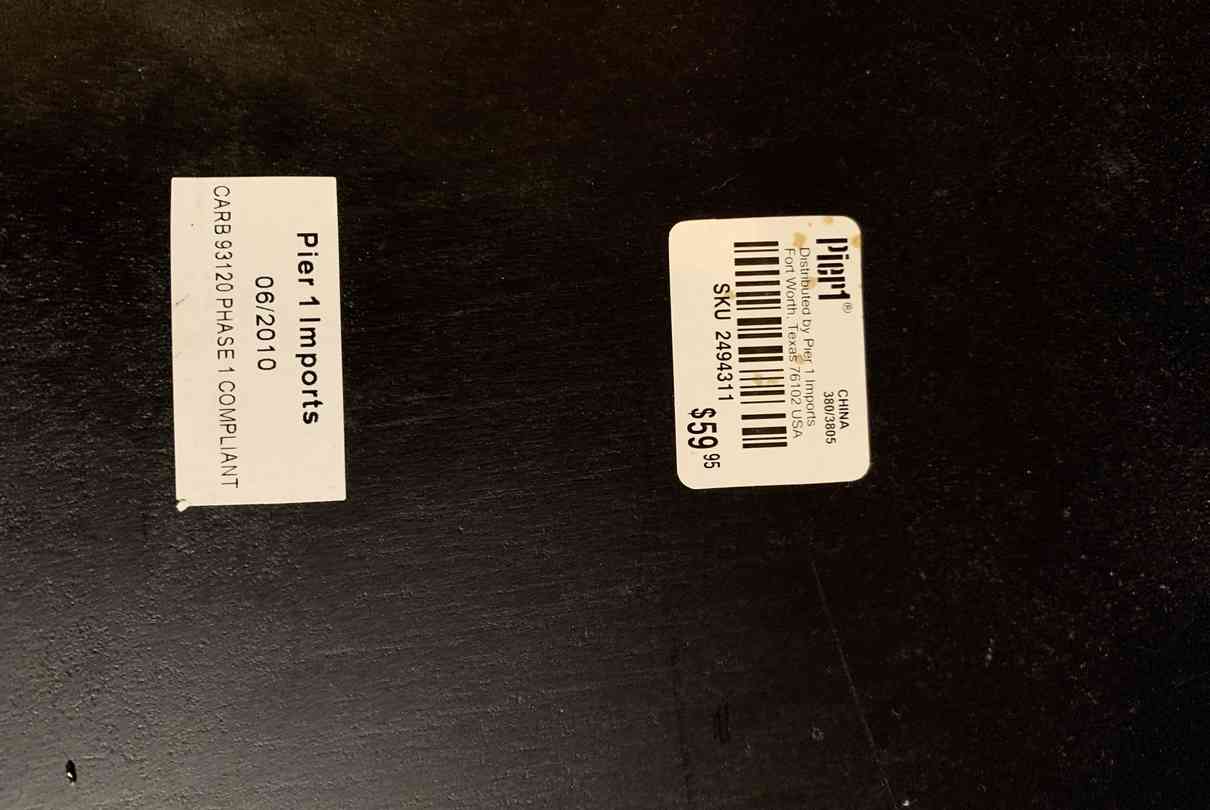 Pier 1 Imports
06/2010
CARB 93120 PHASE 1 COMPLIANT
Pier1®
CHINA
380/3805
Distributed by Pier 1 Imports
Fort Worth, Texas 76102 USA
SKU 2494311
$59 95